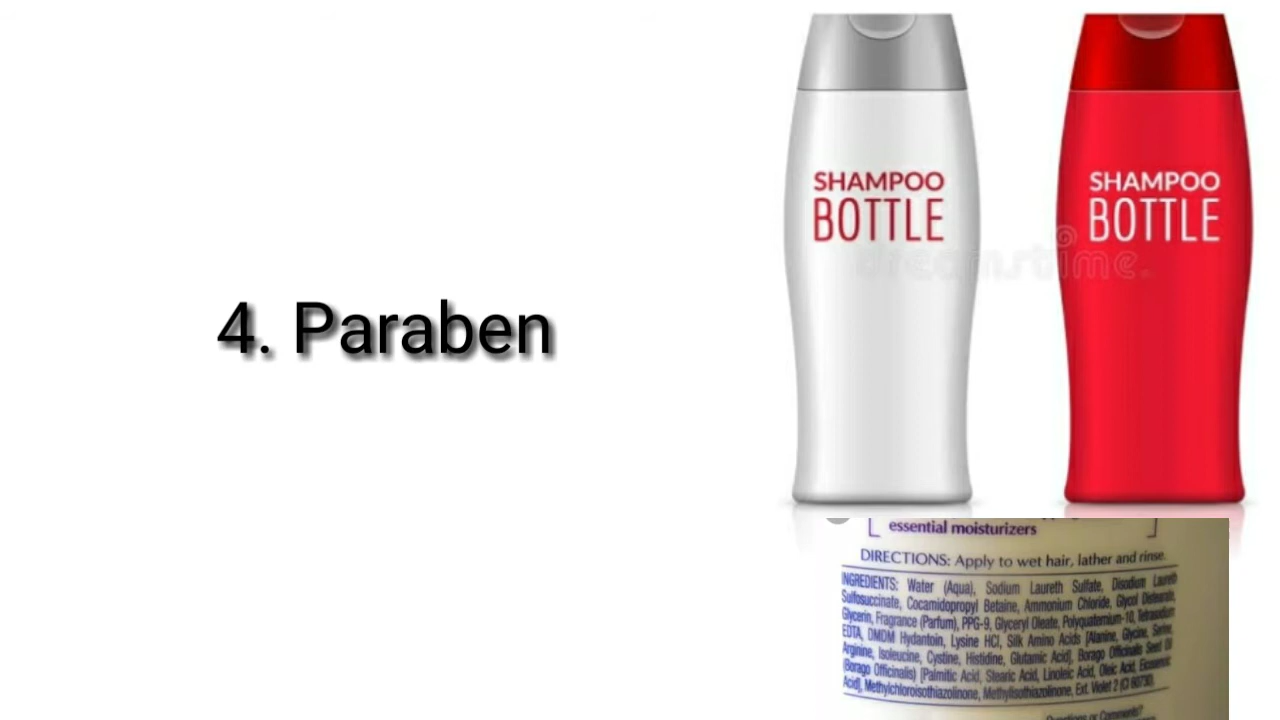 4. Paraben
SHAMPOO
BOTTLE
SHAMPOO
BOTTLE
dreamstime.
essential moisturizers
DIRECTIONS: Apply to wet hair, lather and rinse.
INGREDIENTS: Water (Aqua), Sodium Laureth Sulfate, Disodium Laureth
Sulfosuccinate, Cocamidopropyl Betaine, Ammonium Chloride, Glycol Distearate,
Glycerin, Fragrance (Parfum), PPG-9, Glyceryl Oleate, Polyquaternium-10, Tetrasodium
EDTA, DMDM Hydantoin, Lysine HCl, Silk Amino Acids [Alanine, Glycine, Serine,
Arginine, Isoleucine, Cystine, Histidine, Glutamic Acid], Borago Officinalis Seed Oil
(Borago Officinalis) [Palmitic Acid, Stearic Acid, Linoleic Acid, Oleic Acid, Eicosenoic
Acid], Methylchloroisothiazolinone, Methylisothiazolinone, Ext. Violet 2 (CI 60730).
Questions or Comments?